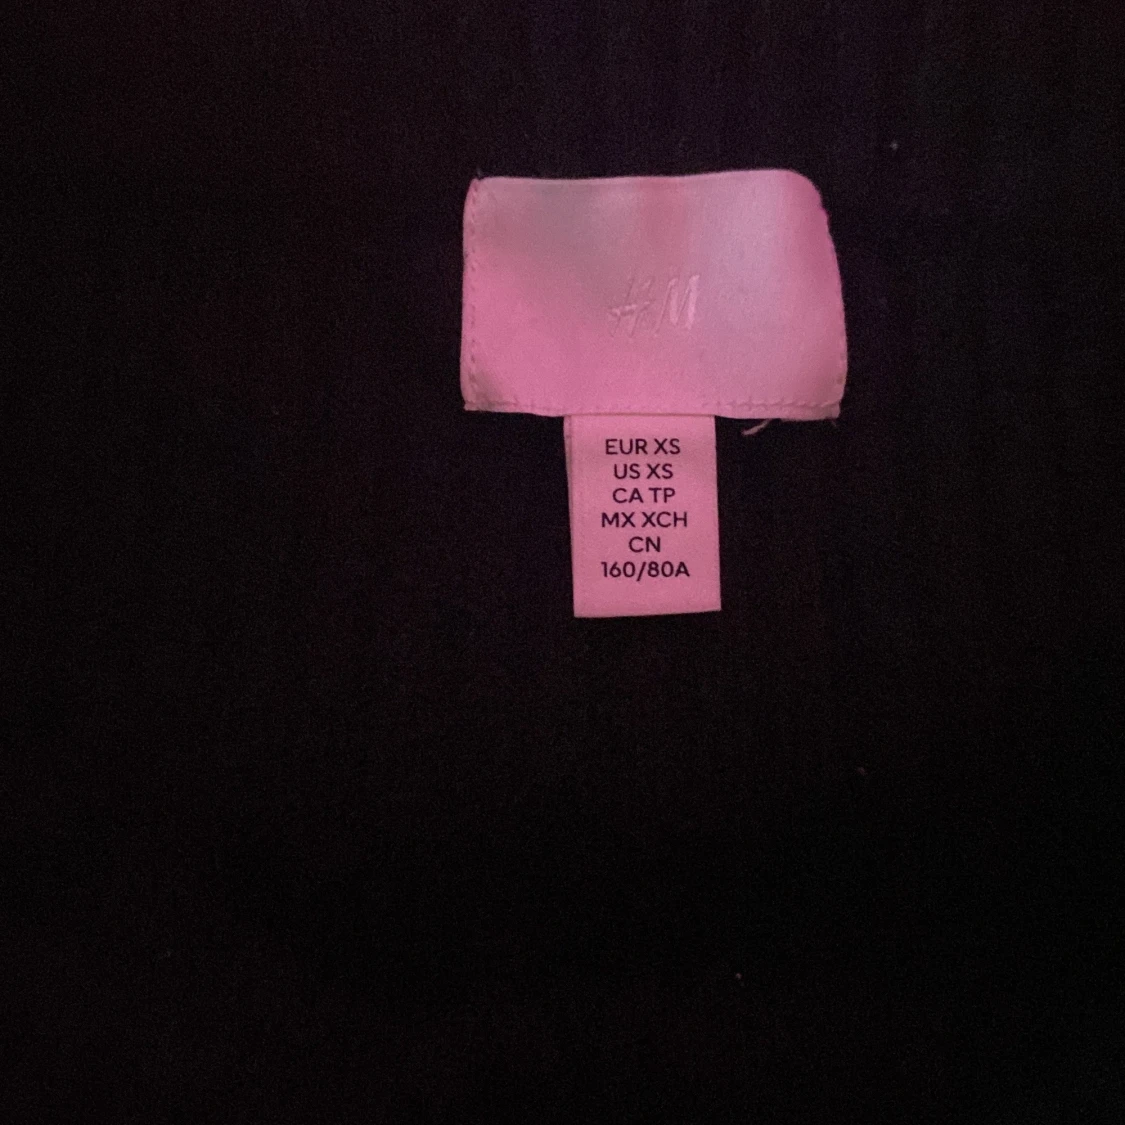 H&M
EUR XS
US XS
CA TP
MX XCH
CN
160/80A